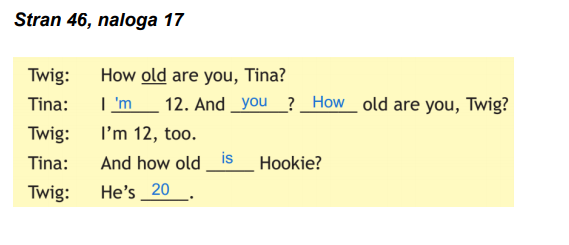 Stran 46, naloga 17
Twig: How old are you, Tina?
Tina: I 'm 12. And you? How old are you, Twig?
Twig: I'm 12, too.
Tina: And how old is Hookie?
Twig: He's 20.